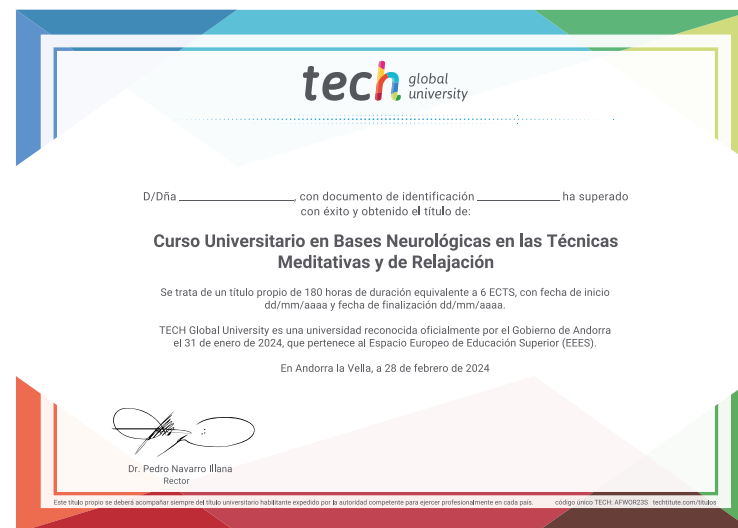 tech global university
D/Dña ________________, con documento de identificación ____________ ha superado
con éxito y obtenido el título de:
Curso Universitario en Bases Neurológicas en las Técnicas
Meditativas y de Relajación
Se trata de un título propio de 180 horas de duración equivalente a 6 ECTS, con fecha de inicio
dd/mm/aaaa y fecha de finalización dd/mm/aaaa.
TECH Global University es una universidad reconocida oficialmente por el Gobierno de Andorra
el 31 de enero de 2024, que pertenece al Espacio Europeo de Educación Superior (EEES).
En Andorra la Vella, a 28 de febrero de 2024
Dr. Pedro Navarro Illana
Rector
Este título propio se deberá acompañar siempre del título universitario habilitante expedido por la autoridad competente para ejercer profesionalmente en cada país. código único TECH: AFWOR23S techtitute.com/titulos